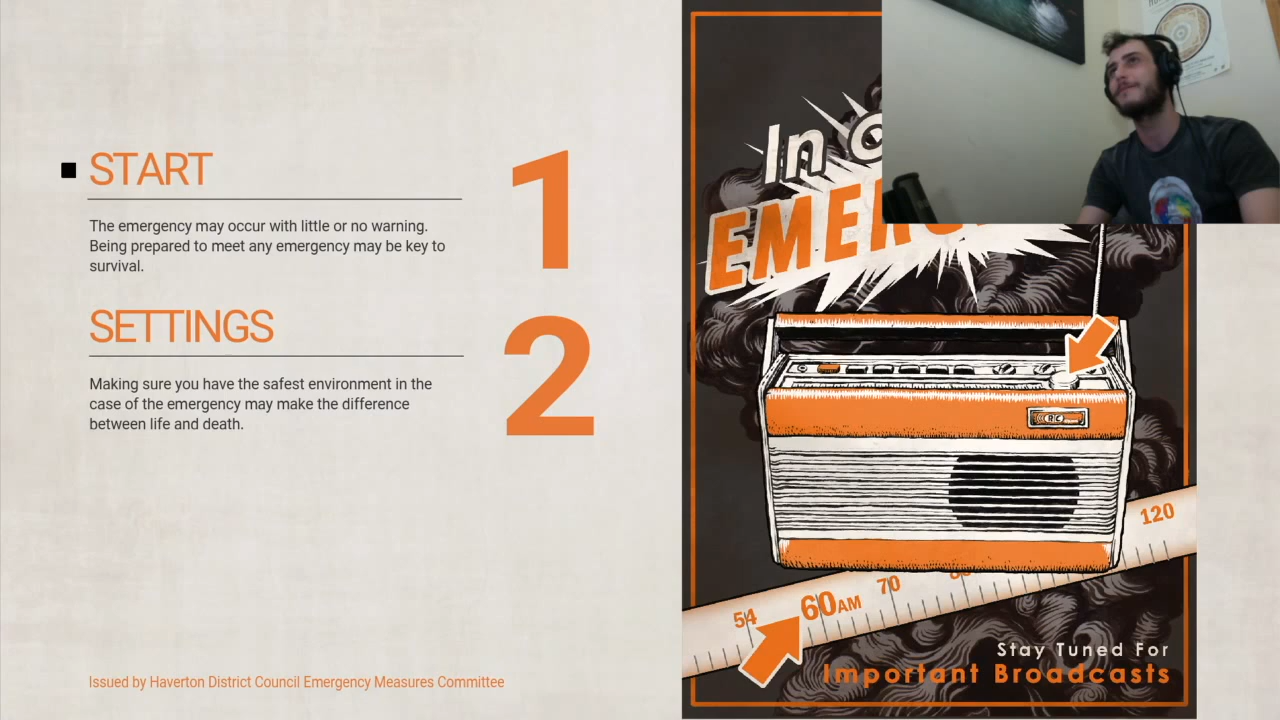 START
The emergency may occur with little or no warning.
Being prepared to meet any emergency may be key to
survival.
1
SETTINGS
Making sure you have the safest environment in the
case of the emergency may make the difference
between life and death.
2
Issued by Haverton District Council Emergency Measures Committee
In
EMER
120
70
60AM
54
Stay Tuned For
Important Broadcasts